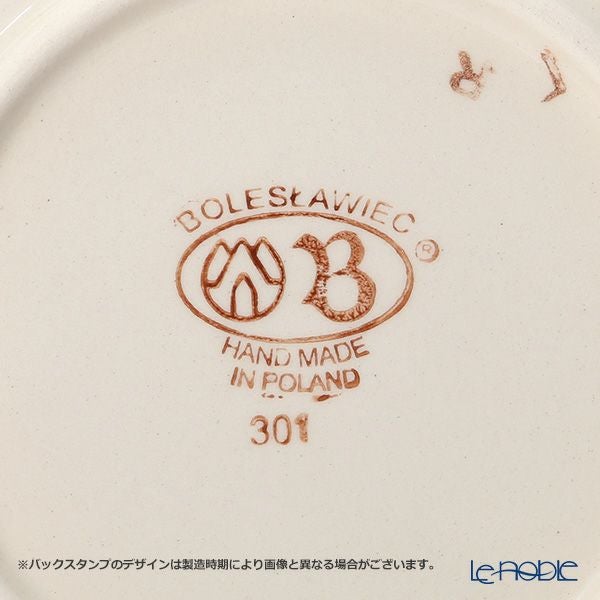 BOLESŁAWIEC
B ®
HAND MADE
IN POLAND
301
※バックスタンプのデザインは製造時期により画像と異なる場合がございます。
Le-noble